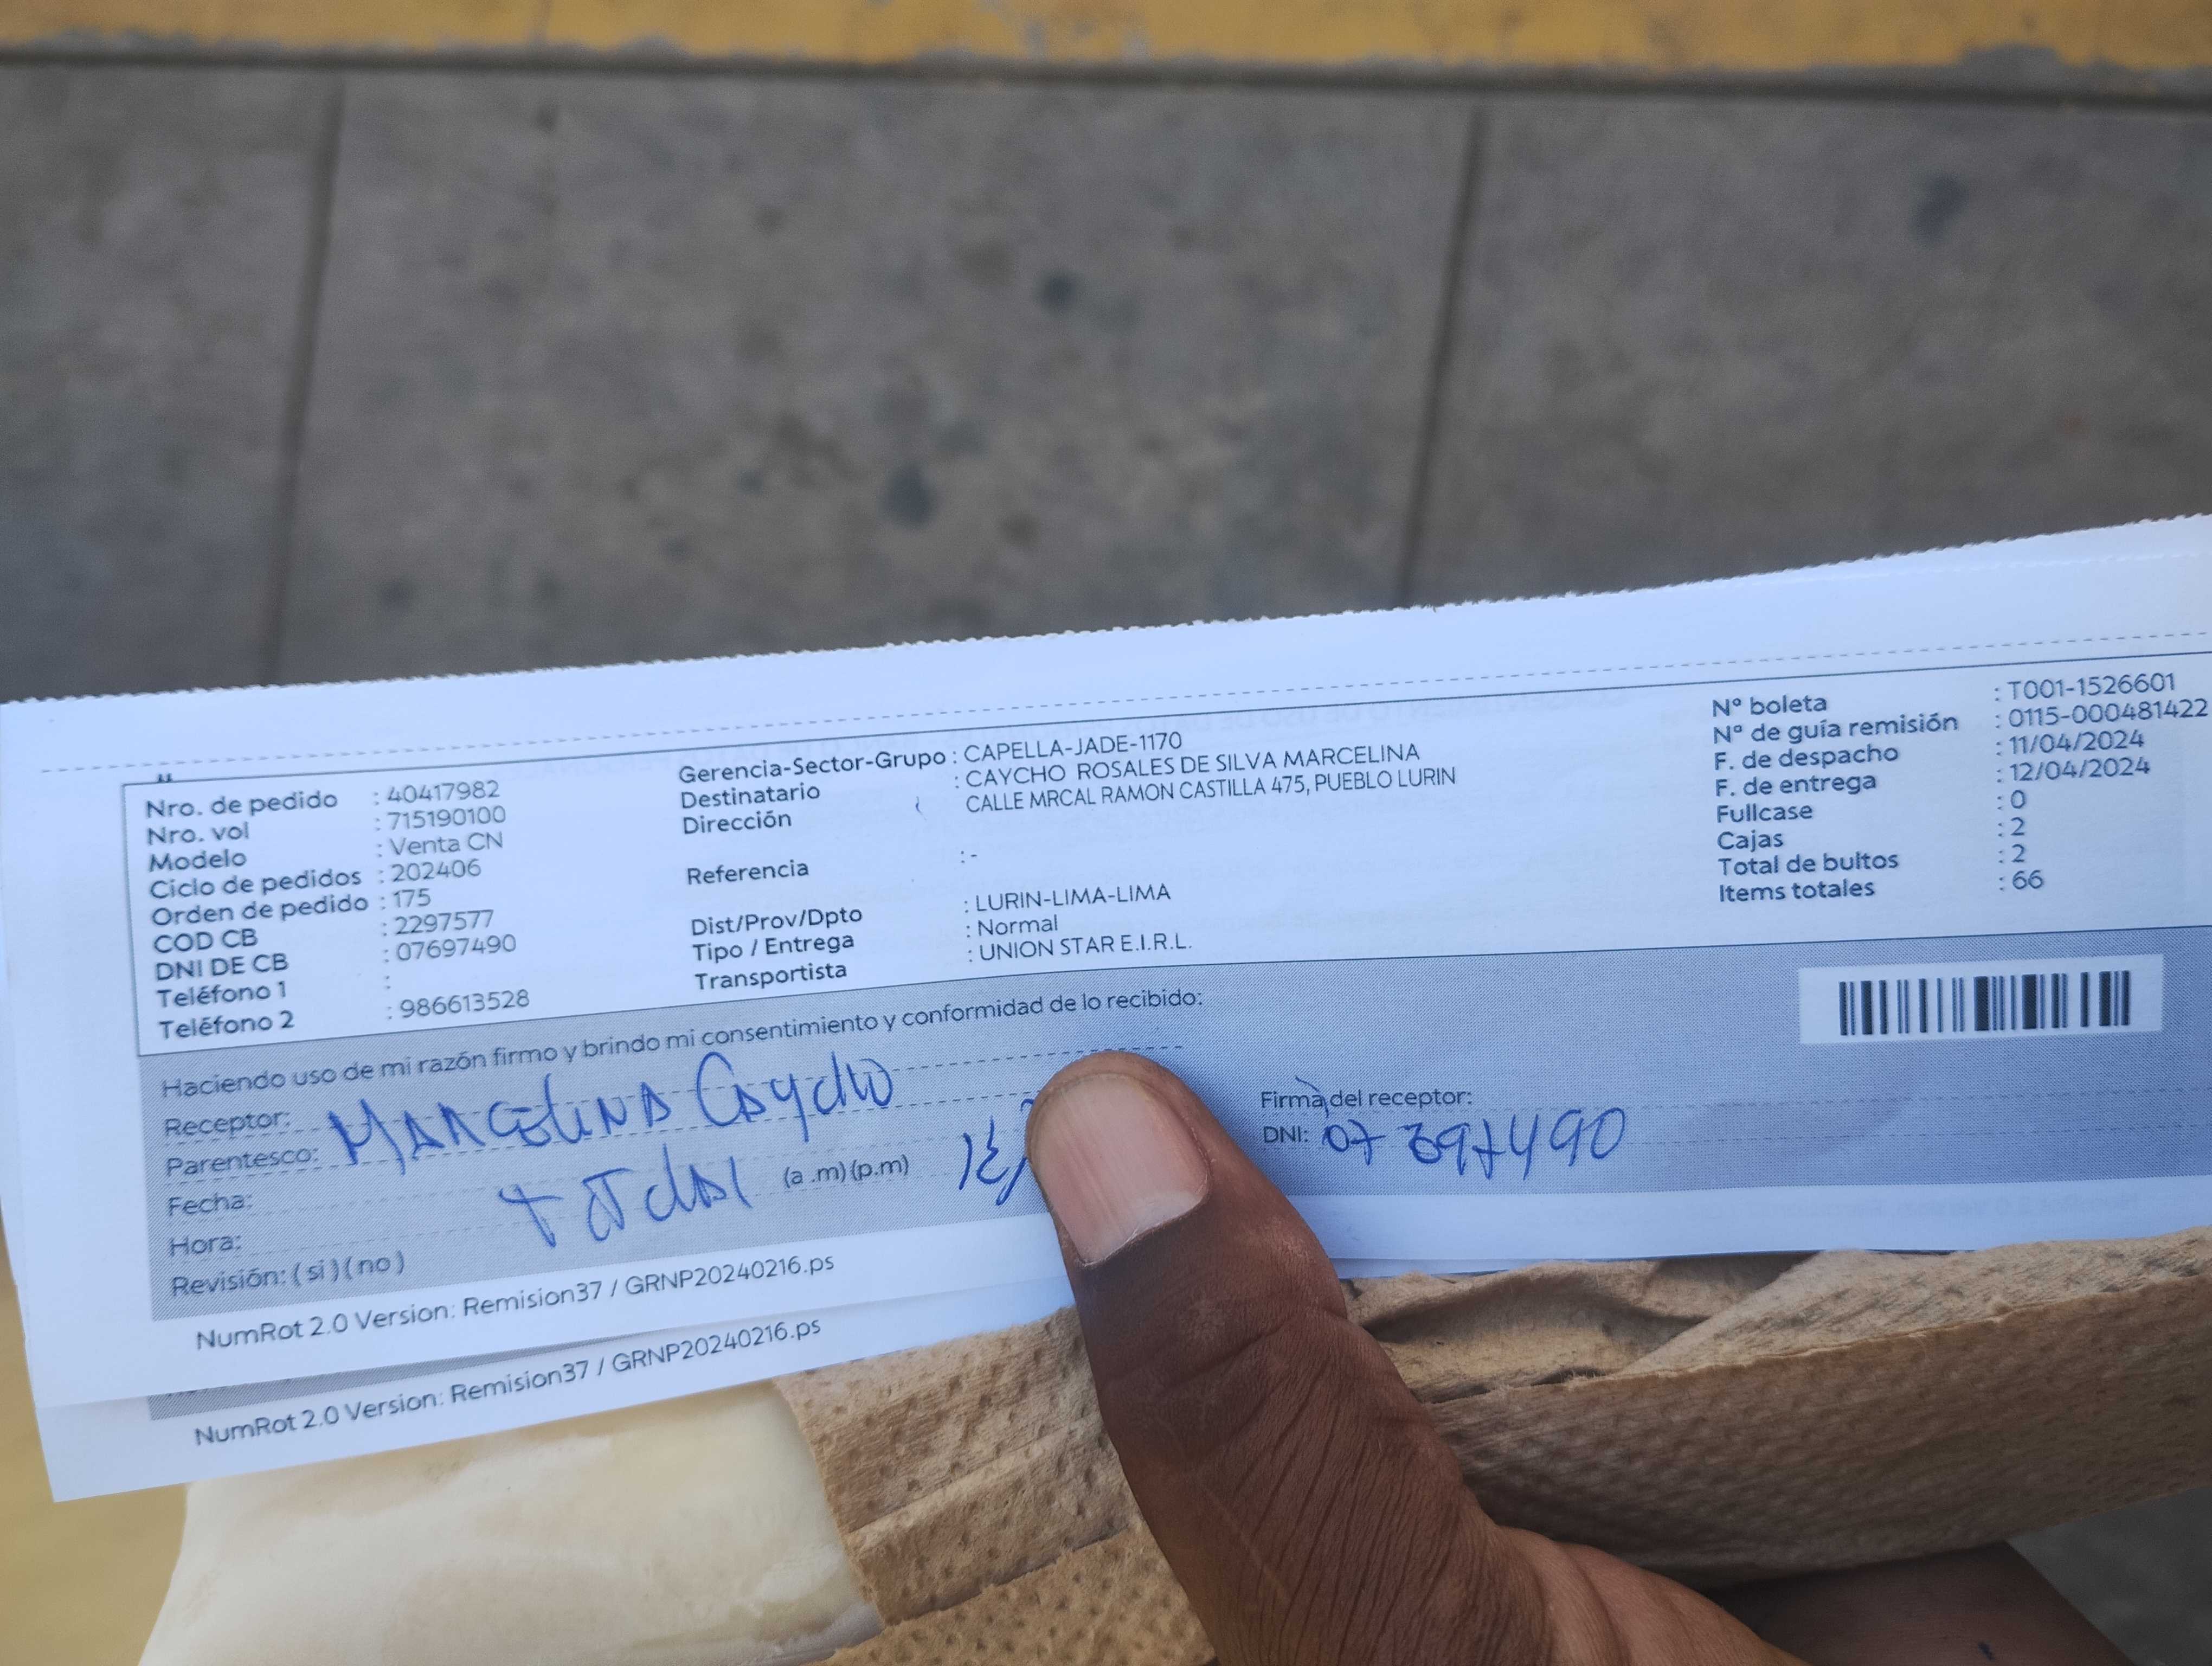 Nro. de pedido : 40417982
Nro. vol : 715190100
Modelo : Venta CN
Ciclo de pedidos : 202406
Orden de pedido : 175
COD CB : 2297577
DNI DE CB : 07697490
Teléfono 1 :
Teléfono 2 : 986613528
Gerencia-Sector-Grupo : CAPELLA-JADE-1170
Destinatario : CAYCHO ROSALES DE SILVA MARCELINA
Dirección CALLE MRCAL RAMON CASTILLA 475, PUEBLO LURIN
Referencia : -
Dist/Prov/Dpto : LURIN-LIMA-LIMA
Tipo / Entrega : Normal
Transportista : UNION STAR E.I.R.L.
N° boleta : T001-1526601
N° de guía remisión : 0115-000481422
F. de despacho : 11/04/2024
F. de entrega : 12/04/2024
Fullcase : 0
Cajas : 2
Total de bultos : 2
Items totales : 66
Haciendo uso de mi razón firmo y brindo mi consentimiento y conformidad de lo recibido:
Receptor: MARCELINA Caycho
Parentesco:
Fecha:
Hora: (a .m) (p.m)
Revisión: ( si ) ( no )
Firma del receptor:
DNI: 07697490
NumRot 2.0 Version: Remision37 / GRNP20240216.ps
NumRot 2.0 Version: Remision37 / GRNP20240216.ps